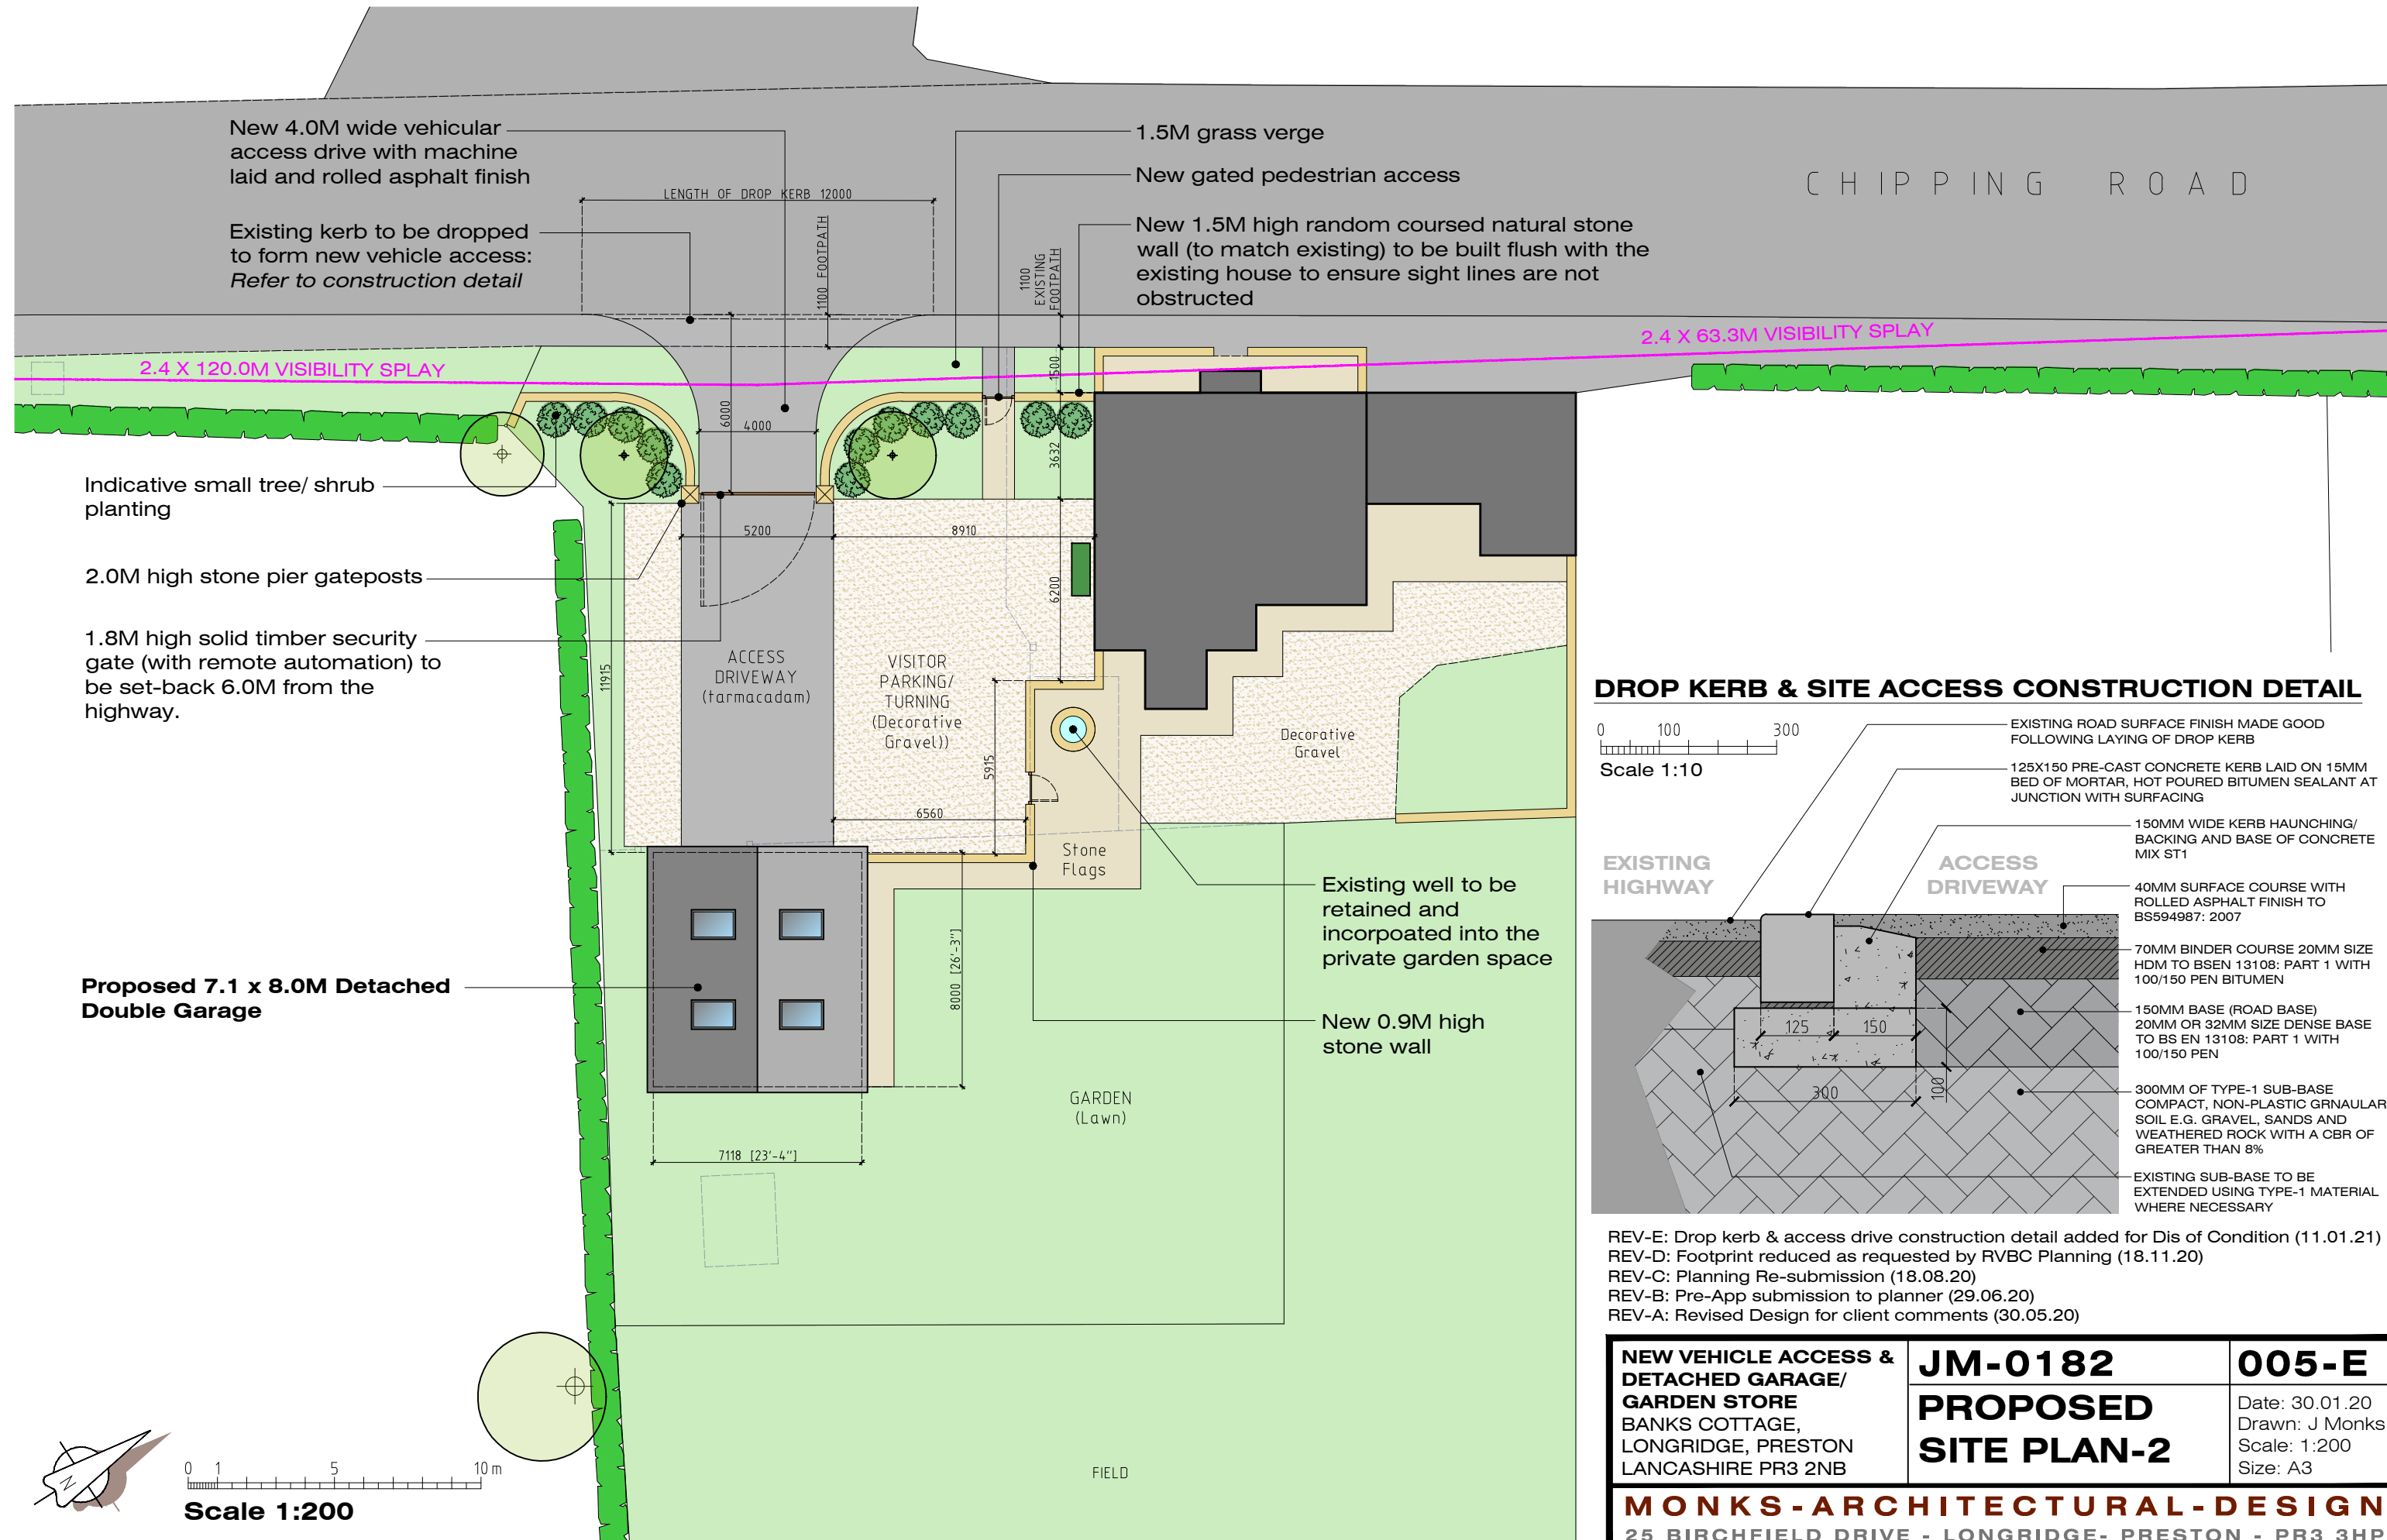 New 4.0M wide vehicular
access drive with machine
laid and rolled asphalt finish
Existing kerb to be dropped
to form new vehicle access:
Refer to construction detail
LENGTH OF DROP KERB 12000
1100 FOOTPATH
1100
EXISTING
FOOTPATH
1.5M grass verge
New gated pedestrian access
New 1.5M high random coursed natural stone
wall (to match existing) to be built flush with the
existing house to ensure sight lines are not
obstructed
CHIPPING ROAD
2.4 X 120.0M VISIBILITY SPLAY
2.4 X 63.3M VISIBILITY SPLAY
1500
6000
4000
3632
Indicative small tree/ shrub
planting
5200
8910
2.0M high stone pier gateposts
6200
1.8M high solid timber security
gate (with remote automation) to
be set-back 6.0M from the
highway.
11915
ACCESS
DRIVEWAY
(tarmacadam)
VISITOR
PARKING/
TURNING
(Decorative
Gravel))
5915
6560
Decorative
Gravel
Stone
Flags
Existing well to be
retained and
incorpoated into the
private garden space
Proposed 7.1 x 8.0M Detached
Double Garage
8000 [26'-3"]
New 0.9M high
stone wall
GARDEN
(Lawn)
7118 [23'-4"]
FIELD
N
0 1 5 10 m
Scale 1:200
DROP KERB & SITE ACCESS CONSTRUCTION DETAIL
0 100 300
Scale 1:10
EXISTING ROAD SURFACE FINISH MADE GOOD
FOLLOWING LAYING OF DROP KERB
125X150 PRE-CAST CONCRETE KERB LAID ON 15MM
BED OF MORTAR, HOT POURED BITUMEN SEALANT AT
JUNCTION WITH SURFACING
150MM WIDE KERB HAUNCHING/
BACKING AND BASE OF CONCRETE
MIX ST1
EXISTING
HIGHWAY
ACCESS
DRIVEWAY
40MM SURFACE COURSE WITH
ROLLED ASPHALT FINISH TO
BS594987: 2007
70MM BINDER COURSE 20MM SIZE
HDM TO BSEN 13108: PART 1 WITH
100/150 PEN BITUMEN
150MM BASE (ROAD BASE)
20MM OR 32MM SIZE DENSE BASE
TO BS EN 13108: PART 1 WITH
100/150 PEN
125 150
300
100
300MM OF TYPE-1 SUB-BASE
COMPACT, NON-PLASTIC GRNAULAR
SOIL E.G. GRAVEL, SANDS AND
WEATHERED ROCK WITH A CBR OF
GREATER THAN 8%
EXISTING SUB-BASE TO BE
EXTENDED USING TYPE-1 MATERIAL
WHERE NECESSARY
REV-E: Drop kerb & access drive construction detail added for Dis of Condition (11.01.21)
REV-D: Footprint reduced as requested by RVBC Planning (18.11.20)
REV-C: Planning Re-submission (18.08.20)
REV-B: Pre-App submission to planner (29.06.20)
REV-A: Revised Design for client comments (30.05.20)
NEW VEHICLE ACCESS &
DETACHED GARAGE/
GARDEN STORE
BANKS COTTAGE,
LONGRIDGE, PRESTON
LANCASHIRE PR3 2NB
JM-0182
PROPOSED
SITE PLAN-2
005-E
Date: 30.01.20
Drawn: J Monks
Scale: 1:200
Size: A3
MONKS-ARCHITECTURAL-DESIGN
25 BIRCHFIELD DRIVE - LONGRIDGE- PRESTON - PR3 3HP